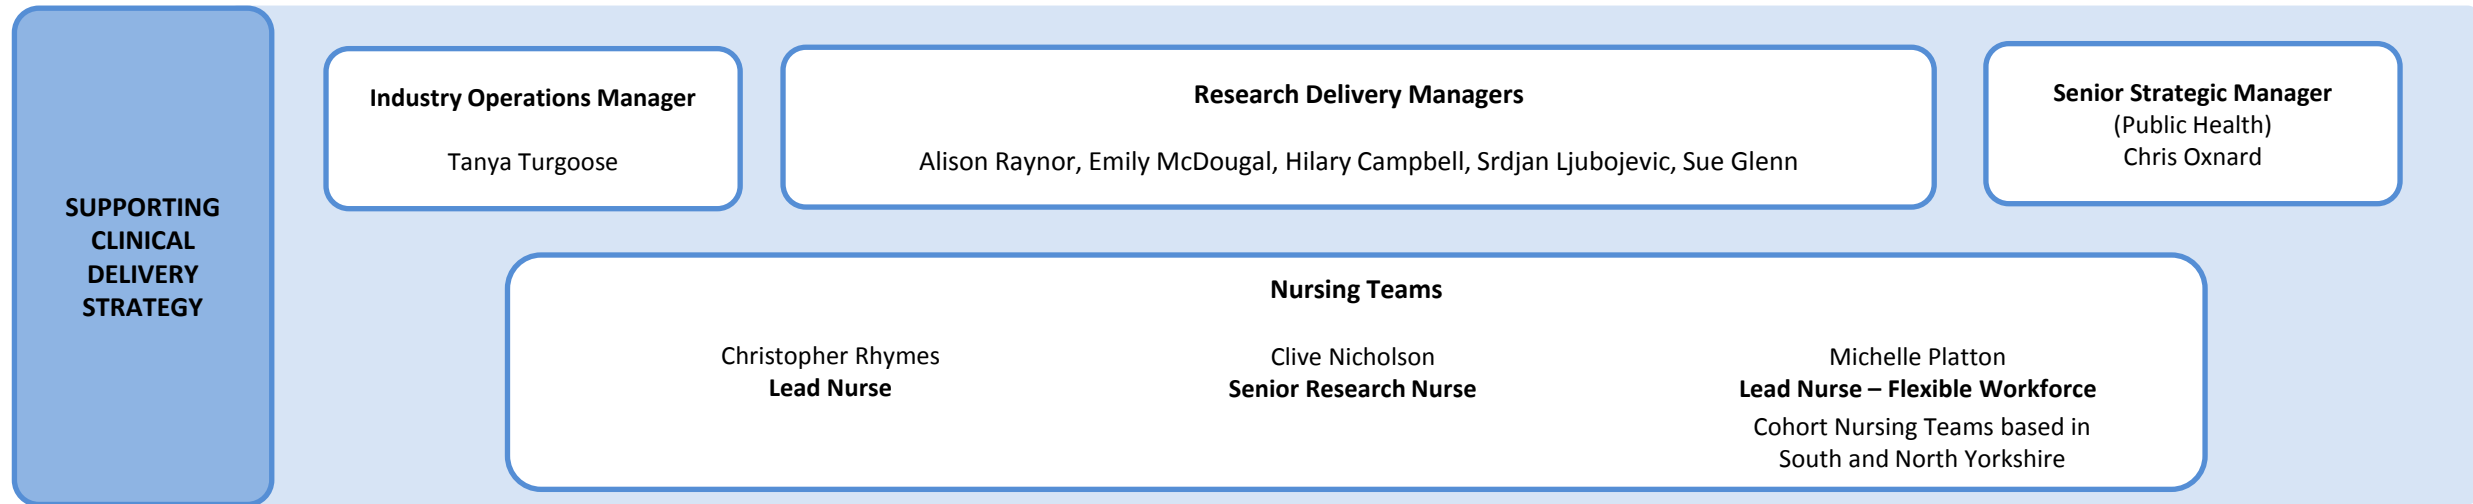 SUPPORTING
CLINICAL
DELIVERY
STRATEGY
Industry Operations Manager
Tanya Turgoose
Research Delivery Managers
Alison Raynor, Emily McDougal, Hilary Campbell, Srdjan Ljubojevic, Sue Glenn
Senior Strategic Manager
(Public Health)
Chris Oxnard
Nursing Teams
Christopher Rhymes
Lead Nurse
Clive Nicholson
Senior Research Nurse
Michelle Platton
Lead Nurse – Flexible Workforce
Cohort Nursing Teams based in
South and North Yorkshire